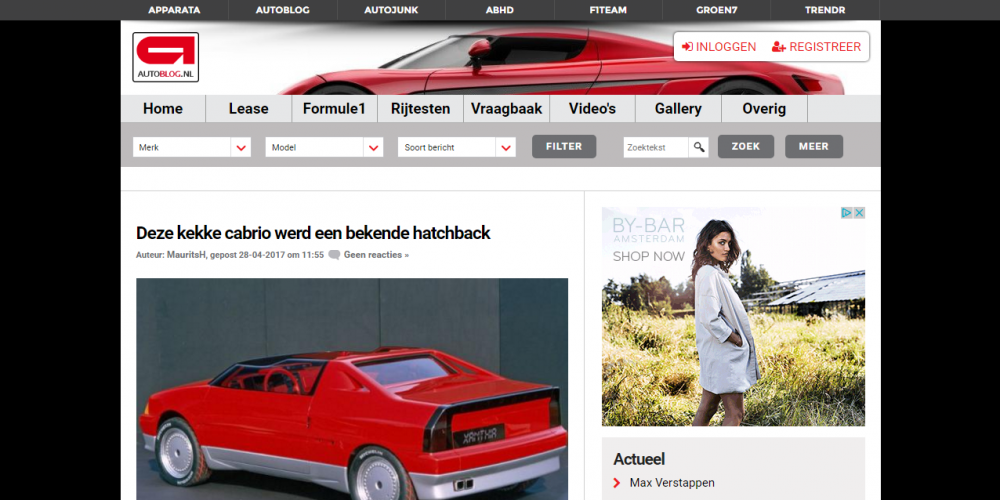 APPARATA AUTOBLOG AUTOJUNK ABHD F1TEAM GROEN7 TRENDR
AUTOBLOG.NL
INLOGGEN REGISTREER
Home Lease Formule1 Rijtesten Vraagbaak Video's Gallery Overig
Merk Model Soort bericht FILTER Zoektekst ZOEK MEER
Deze kekke cabrio werd een bekende hatchback
Auteur: MauritsH, gepost 28-04-2017 om 11:55 Geen reacties »
XANTHIA
BY-BAR
AMSTERDAM
SHOP NOW
Actueel
Max Verstappen